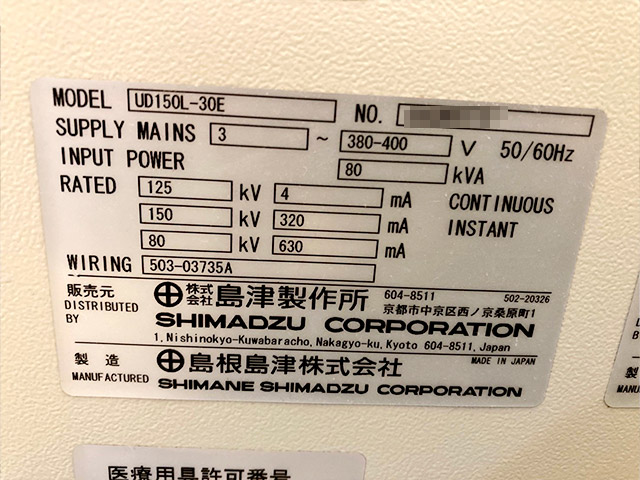 MODEL UD150L-30E NO.
SUPPLY MAINS 3 ~ 380-400 V 50/60Hz
INPUT POWER 80 kVA
RATED 125 kV 4 mA CONTINUOUS
150 kV 320 mA INSTANT
80 kV 630 mA
WIRING 503-03735A
販売元 株式会社 島津製作所 604-8511 502-20326
京都市中京区西ノ京桑原町1
DISTRIBUTED BY SHIMADZU CORPORATION
1, Nishinokyo-Kuwabaracho, Nakagyo-ku, Kyoto 604-8511, Japan
製造 島根島津株式会社 MADE IN JAPAN
MANUFACTURED SHIMANE SHIMADZU CORPORATION
医療用具許可番号